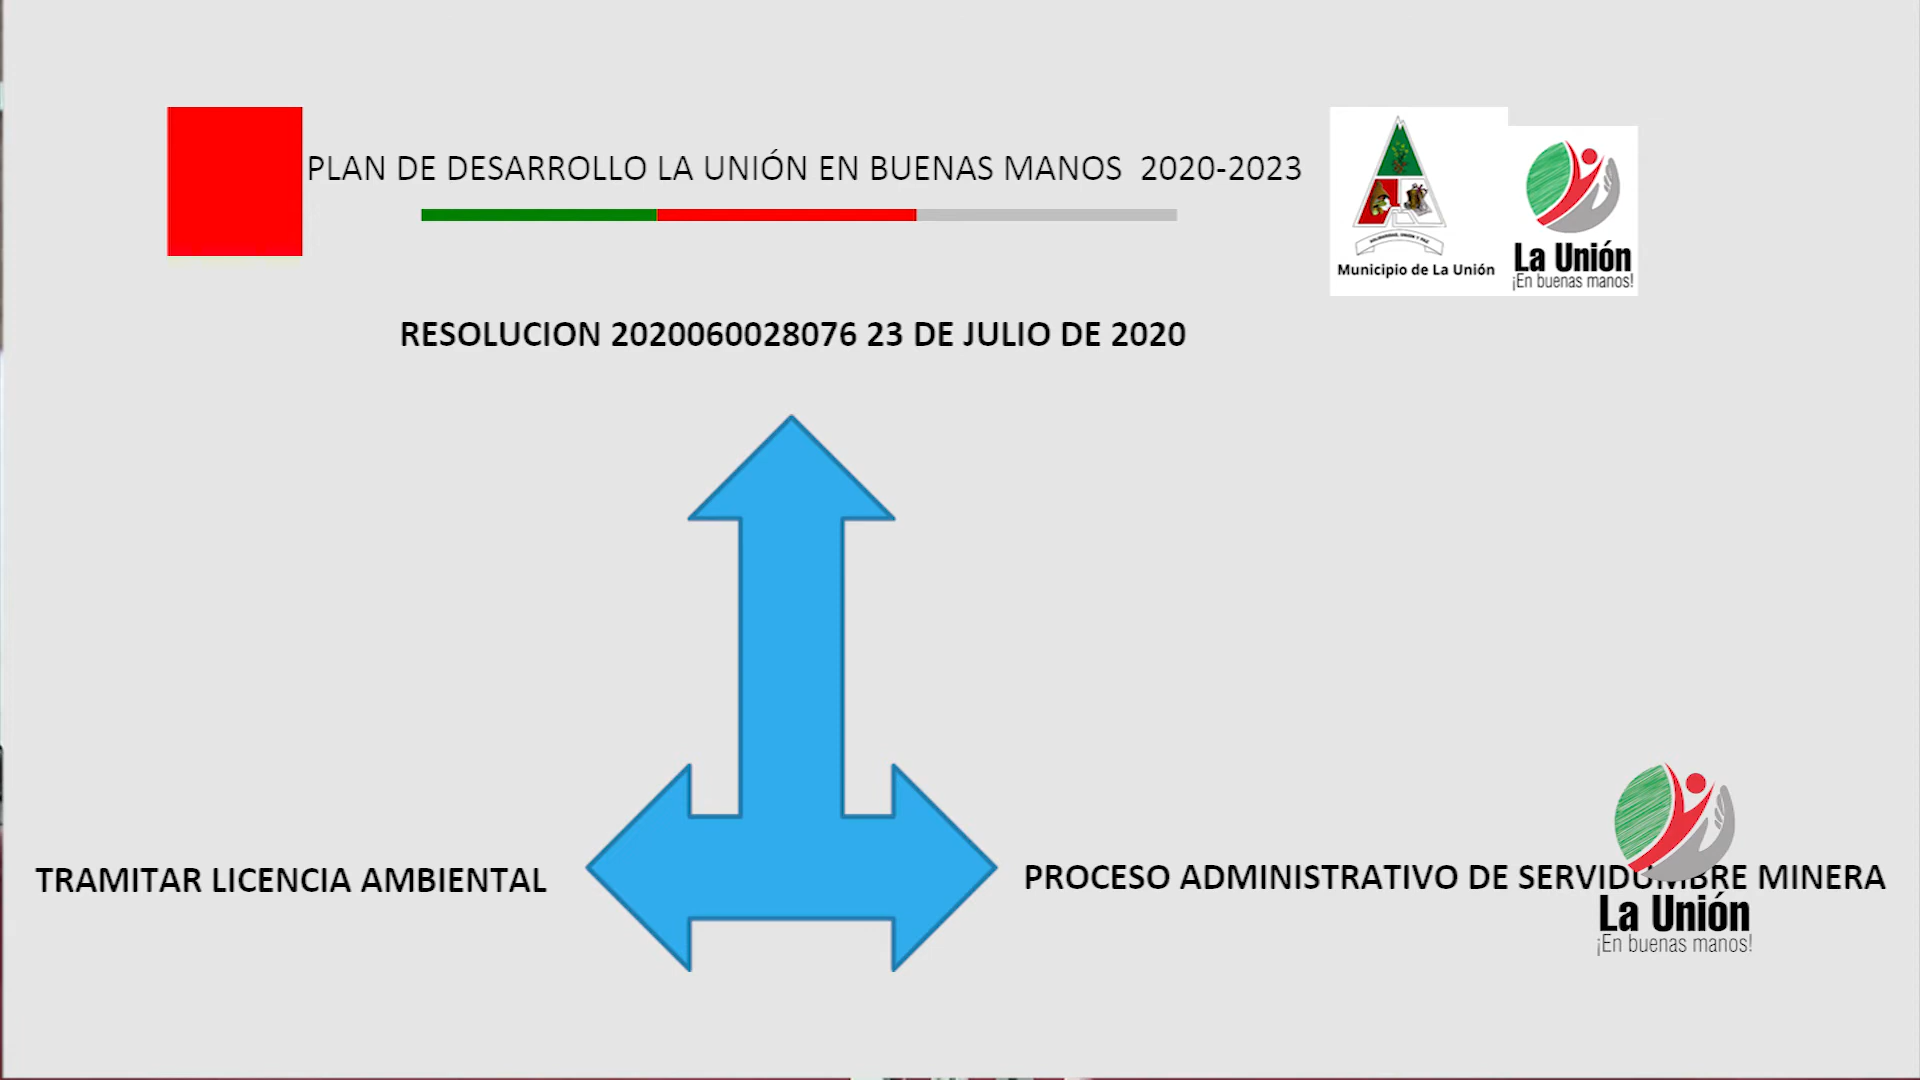 PLAN DE DESARROLLO LA UNIÓN EN BUENAS MANOS 2020-2023
Municipio de La Unión
La Unión
¡En buenas manos!
RESOLUCION 2020060028076 23 DE JULIO DE 2020
TRAMITAR LICENCIA AMBIENTAL
PROCESO ADMINISTRATIVO DE SERVIDUMBRE MINERA
La Unión
¡En buenas manos!